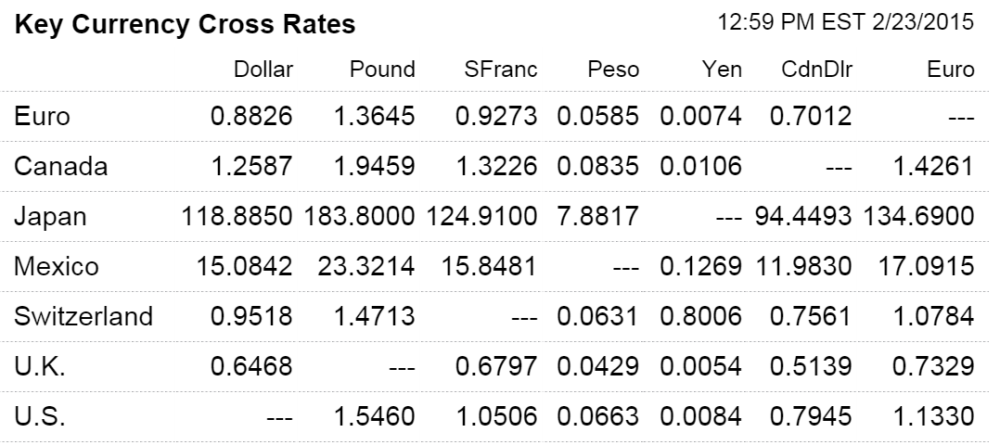 Key Currency Cross Rates 12:59 PM EST 2/23/2015
Dollar Pound SFranc Peso Yen CdnDlr Euro
Euro 0.8826 1.3645 0.9273 0.0585 0.0074 0.7012 ---
Canada 1.2587 1.9459 1.3226 0.0835 0.0106 --- 1.4261
Japan 118.8850 183.8000 124.9100 7.8817 --- 94.4493 134.6900
Mexico 15.0842 23.3214 15.8481 --- 0.1269 11.9830 17.0915
Switzerland 0.9518 1.4713 --- 0.0631 0.8006 0.7561 1.0784
U.K. 0.6468 --- 0.6797 0.0429 0.0054 0.5139 0.7329
U.S. --- 1.5460 1.0506 0.0663 0.0084 0.7945 1.1330